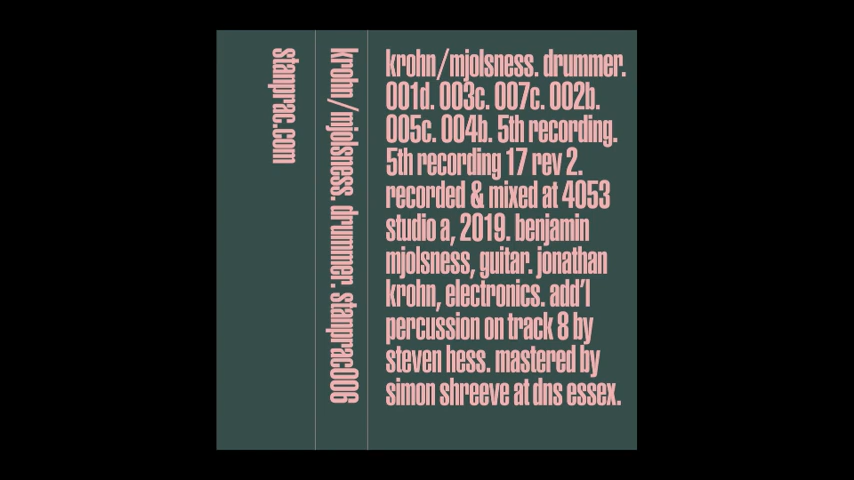 stanprac.com
krohn/mjolsness. drummer. stanprac006
krohn/mjolsness. drummer.
001d. 003c. 007c. 002b.
005c. 004b. 5th recording.
5th recording 17 rev 2.
recorded & mixed at 4053
studio a, 2019. benjamin
mjolsness, guitar. jonathan
krohn, electronics. add'l
percussion on track 8 by
steven hess. mastered by
simon shreeve at dns essex.